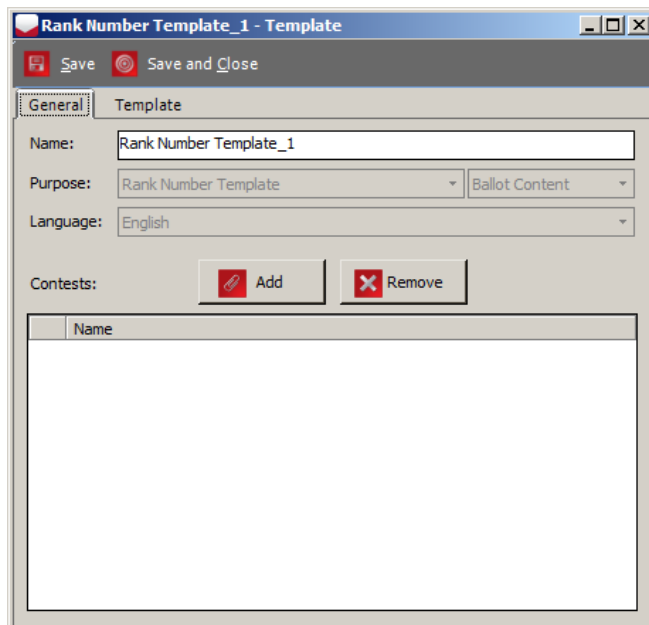 Rank Number Template_1 - Template
Save Save and Close
General Template
Name: Rank Number Template_1
Purpose: Rank Number Template Ballot Content
Language: English
Contests: Add Remove
Name